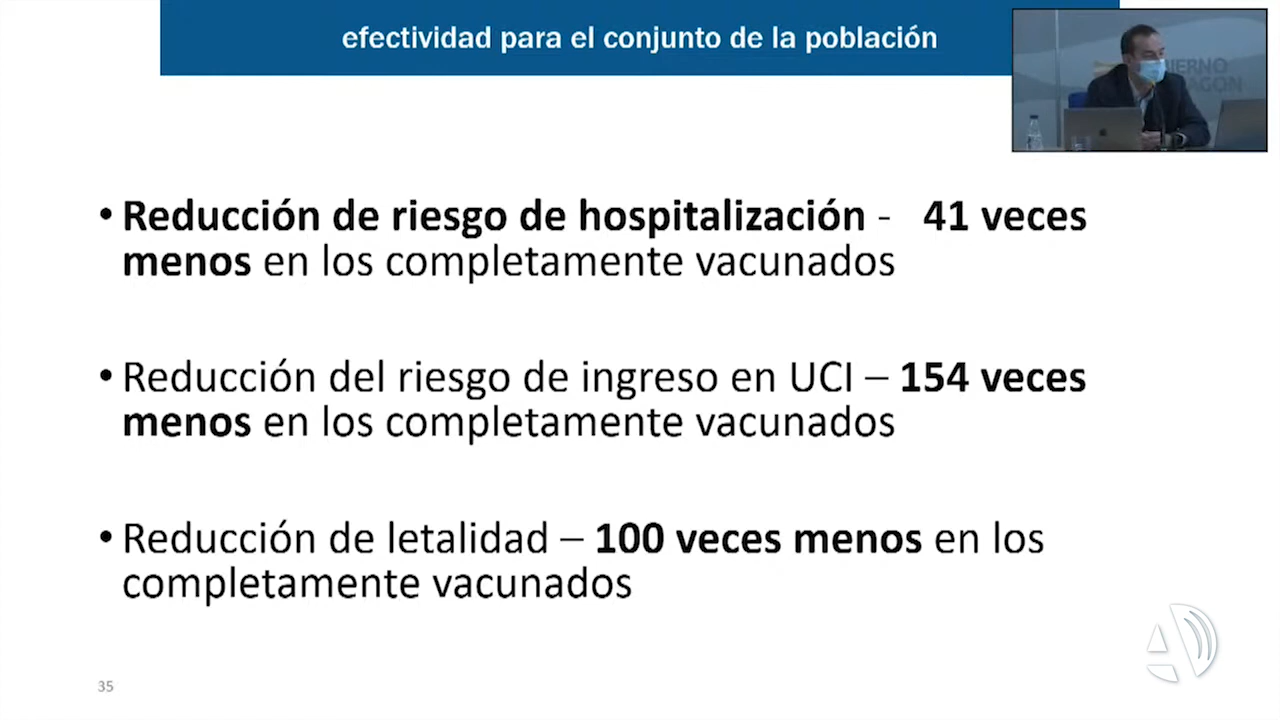 efectividad para el conjunto de la población
• Reducción de riesgo de hospitalización - 41 veces
menos en los completamente vacunados
• Reducción del riesgo de ingreso en UCI – 154 veces
menos en los completamente vacunados
• Reducción de letalidad – 100 veces menos en los
completamente vacunados
35